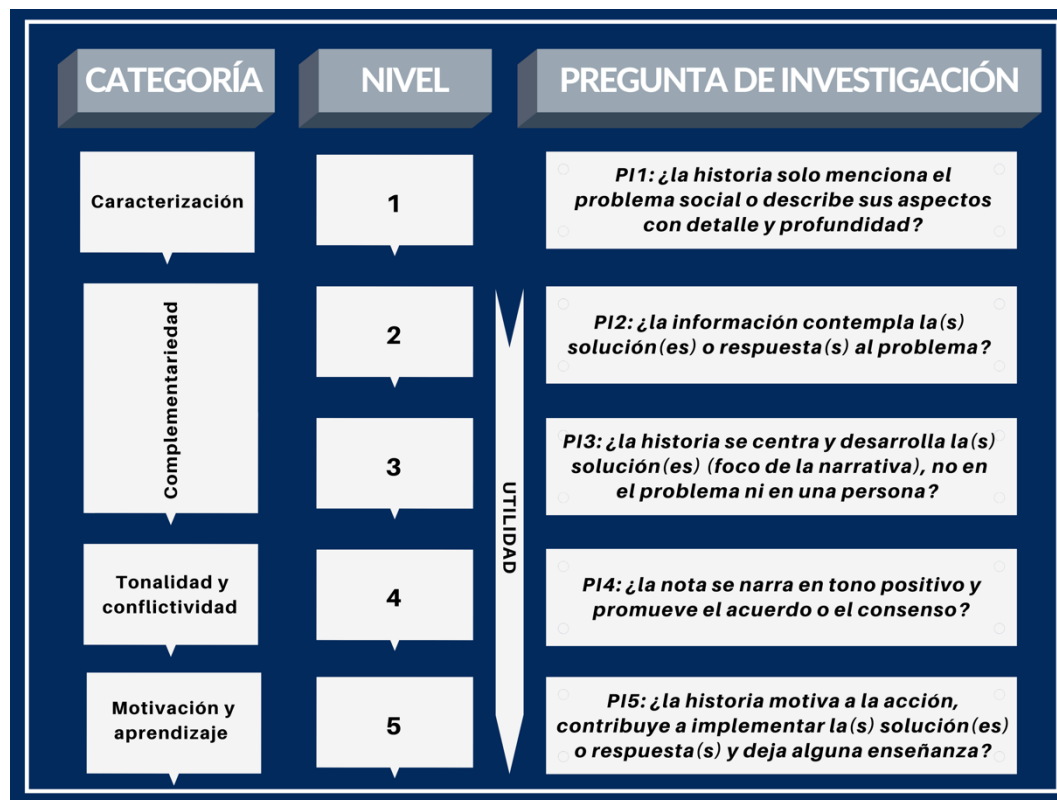 CATEGORÍA
NIVEL
PREGUNTA DE INVESTIGACIÓN
Caracterización
1
PI1: ¿la historia solo menciona el
problema social o describe sus aspectos
con detalle y profundidad?
Complementariedad
2
PI2: ¿la información contempla la(s)
solución(es) o respuesta(s) al problema?
3
PI3: ¿la historia se centra y desarrolla la(s)
solución(es) (foco de la narrativa), no en
el problema ni en una persona?
UTILIDAD
Tonalidad y
conflictividad
4
PI4: ¿la nota se narra en tono positivo y
promueve el acuerdo o el consenso?
Motivación y
aprendizaje
5
PI5: ¿la historia motiva a la acción,
contribuye a implementar la(s) solución(es)
o respuesta(s) y deja alguna enseñanza?